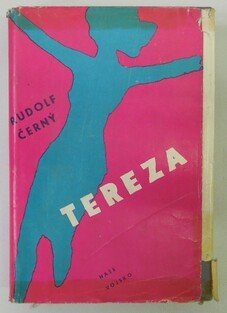 RUDOLF
ČERNÝ
TEREZA
NAŠE
VOJSKO